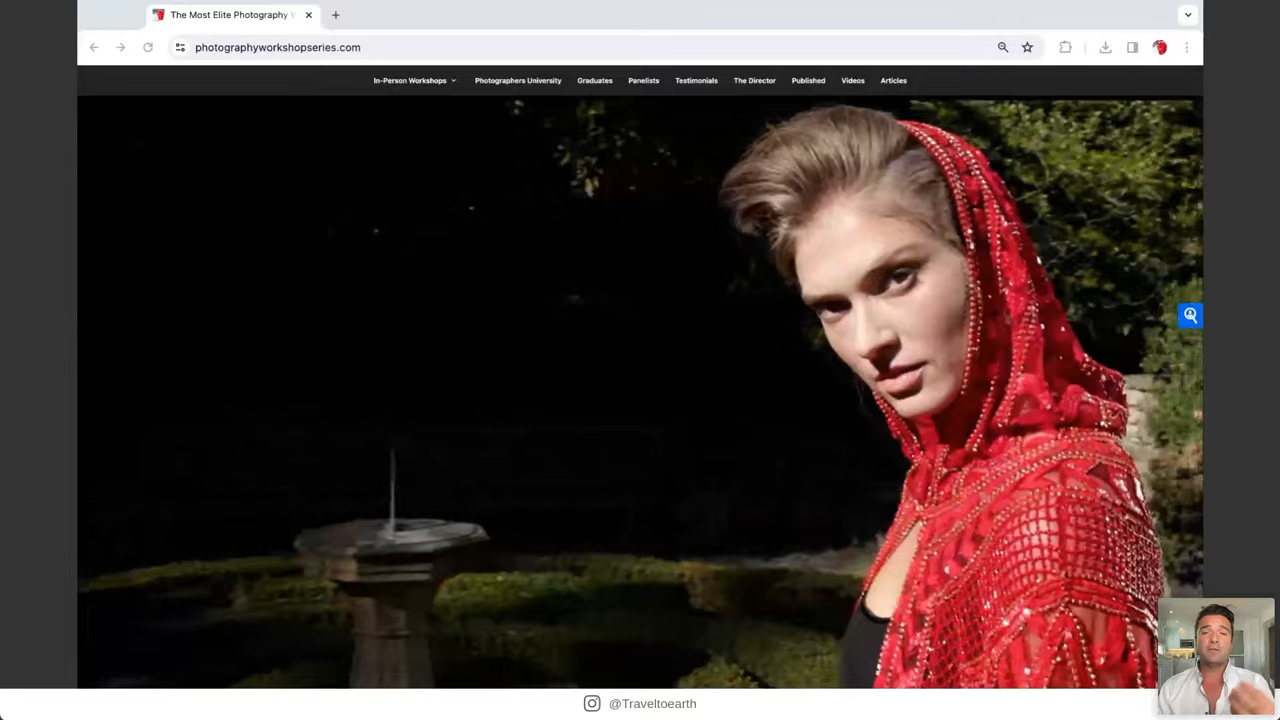 The Most Elite Photography
photographyworkshopseries.com
In-Person Workshops Photographers University Graduates Panelists Testimonials The Director Published Videos Articles
@Traveltoearth